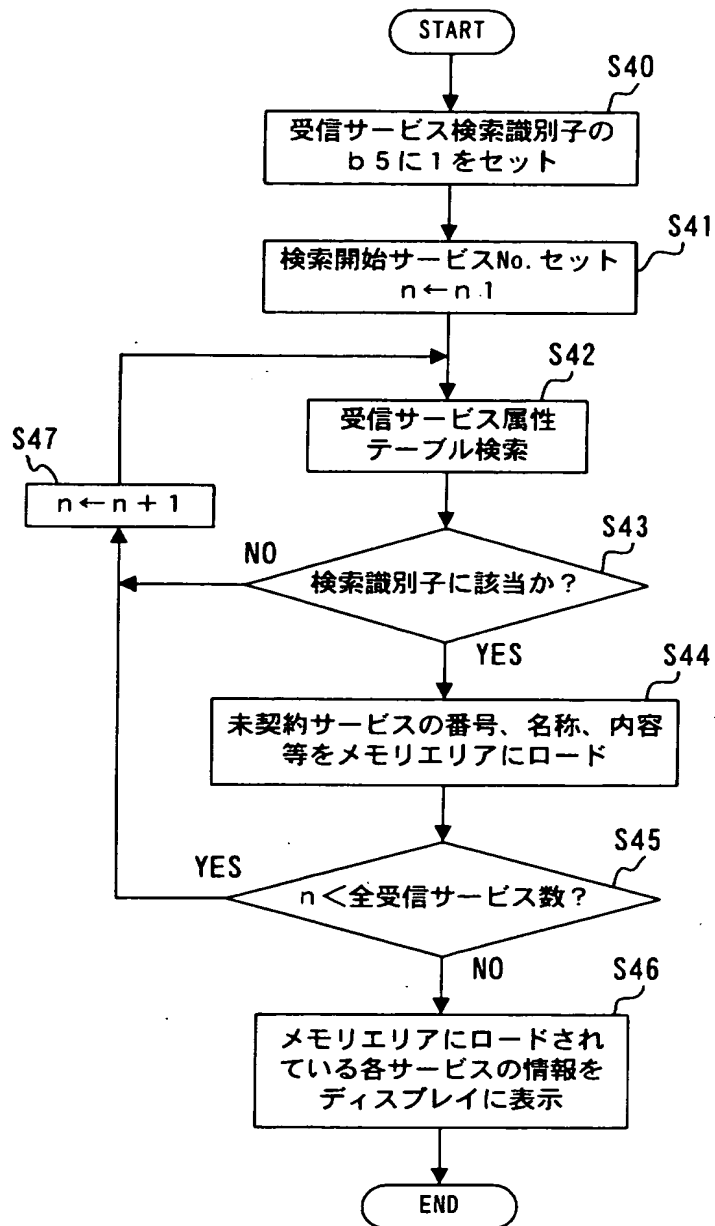 START
S40
受信サービス検索識別子の
b5に1をセット
S41
検索開始サービスNo.セット
n←n1
S42
受信サービス属性
テーブル検索
S47
n←n+1
S43
NO
検索識別子に該当か?
YES
S44
未契約サービスの番号、名称、内容
等をメモリエリアにロード
S45
YES
n<全受信サービス数?
NO
S46
メモリエリアにロードされ
ている各サービスの情報を
ディスプレイに表示
END